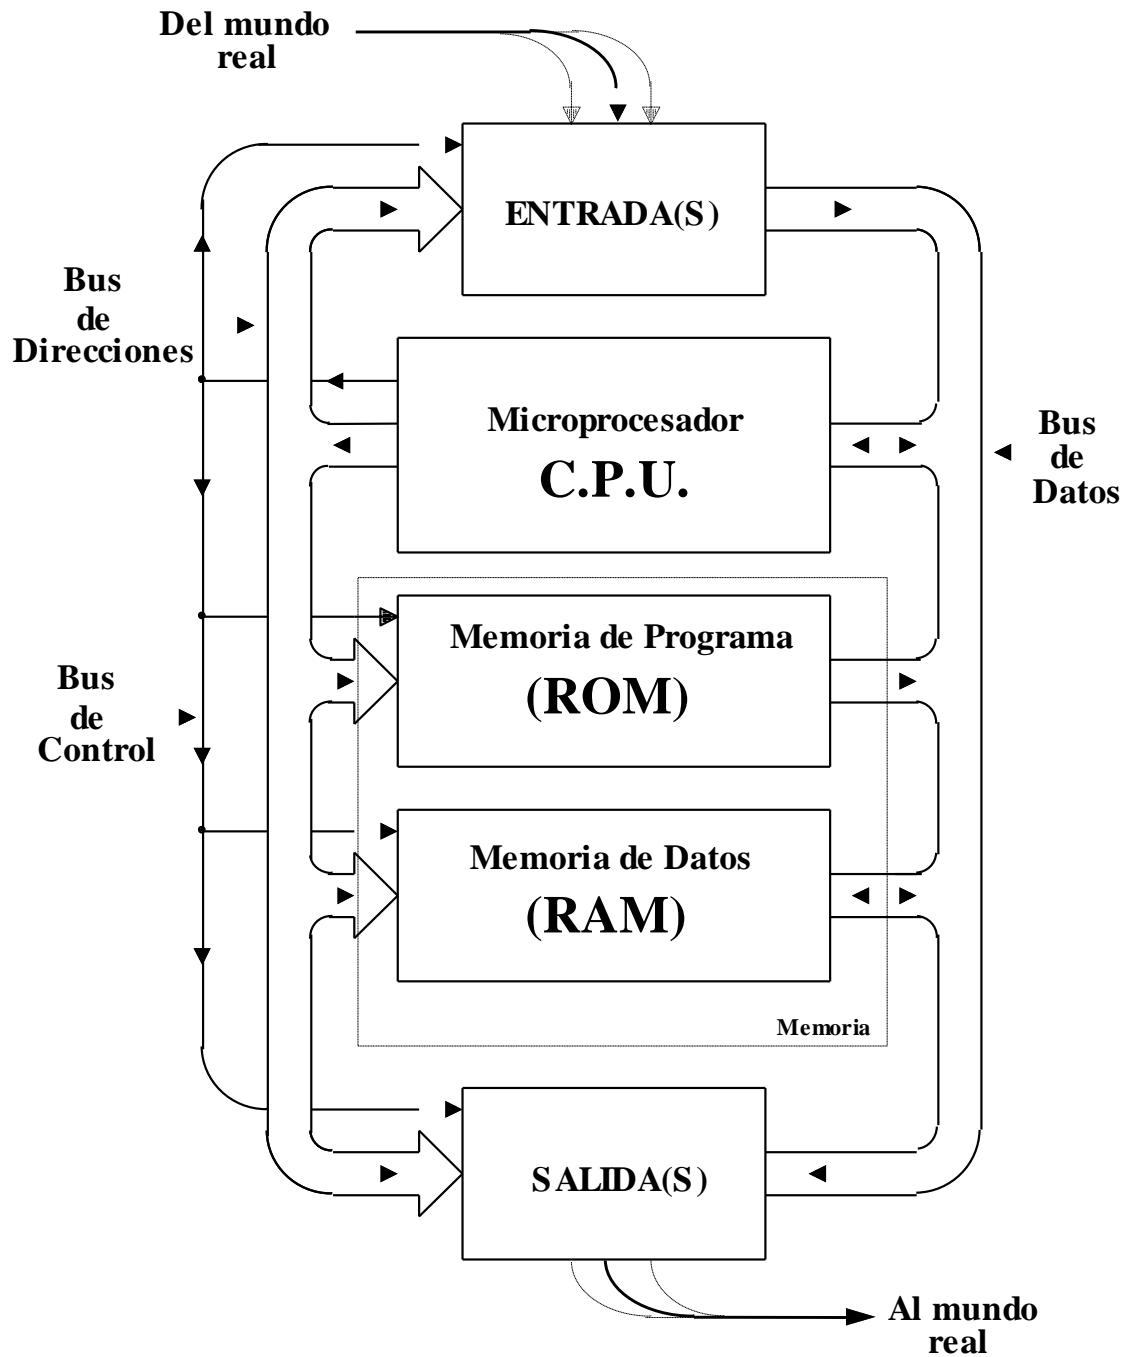 Del mundo
real
ENTRADA(S)
Bus
de
Direcciones
Microprocesador
C.P.U.
Bus
de
Datos
Memoria de Programa
(ROM)
Bus
de
Control
Memoria de Datos
(RAM)
Memoria
SALIDA(S)
Al mundo
real